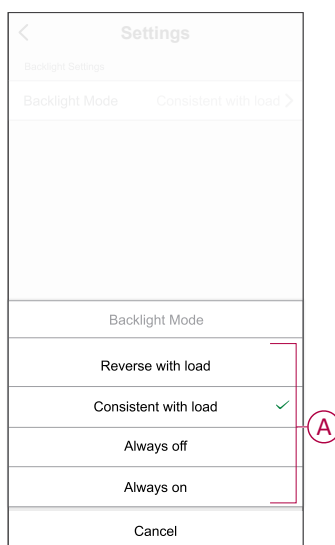 Settings
Backlight Settings
Backlight Mode Consistent with load
Backlight Mode
Reverse with load
Consistent with load
A
Always off
Always on
Cancel